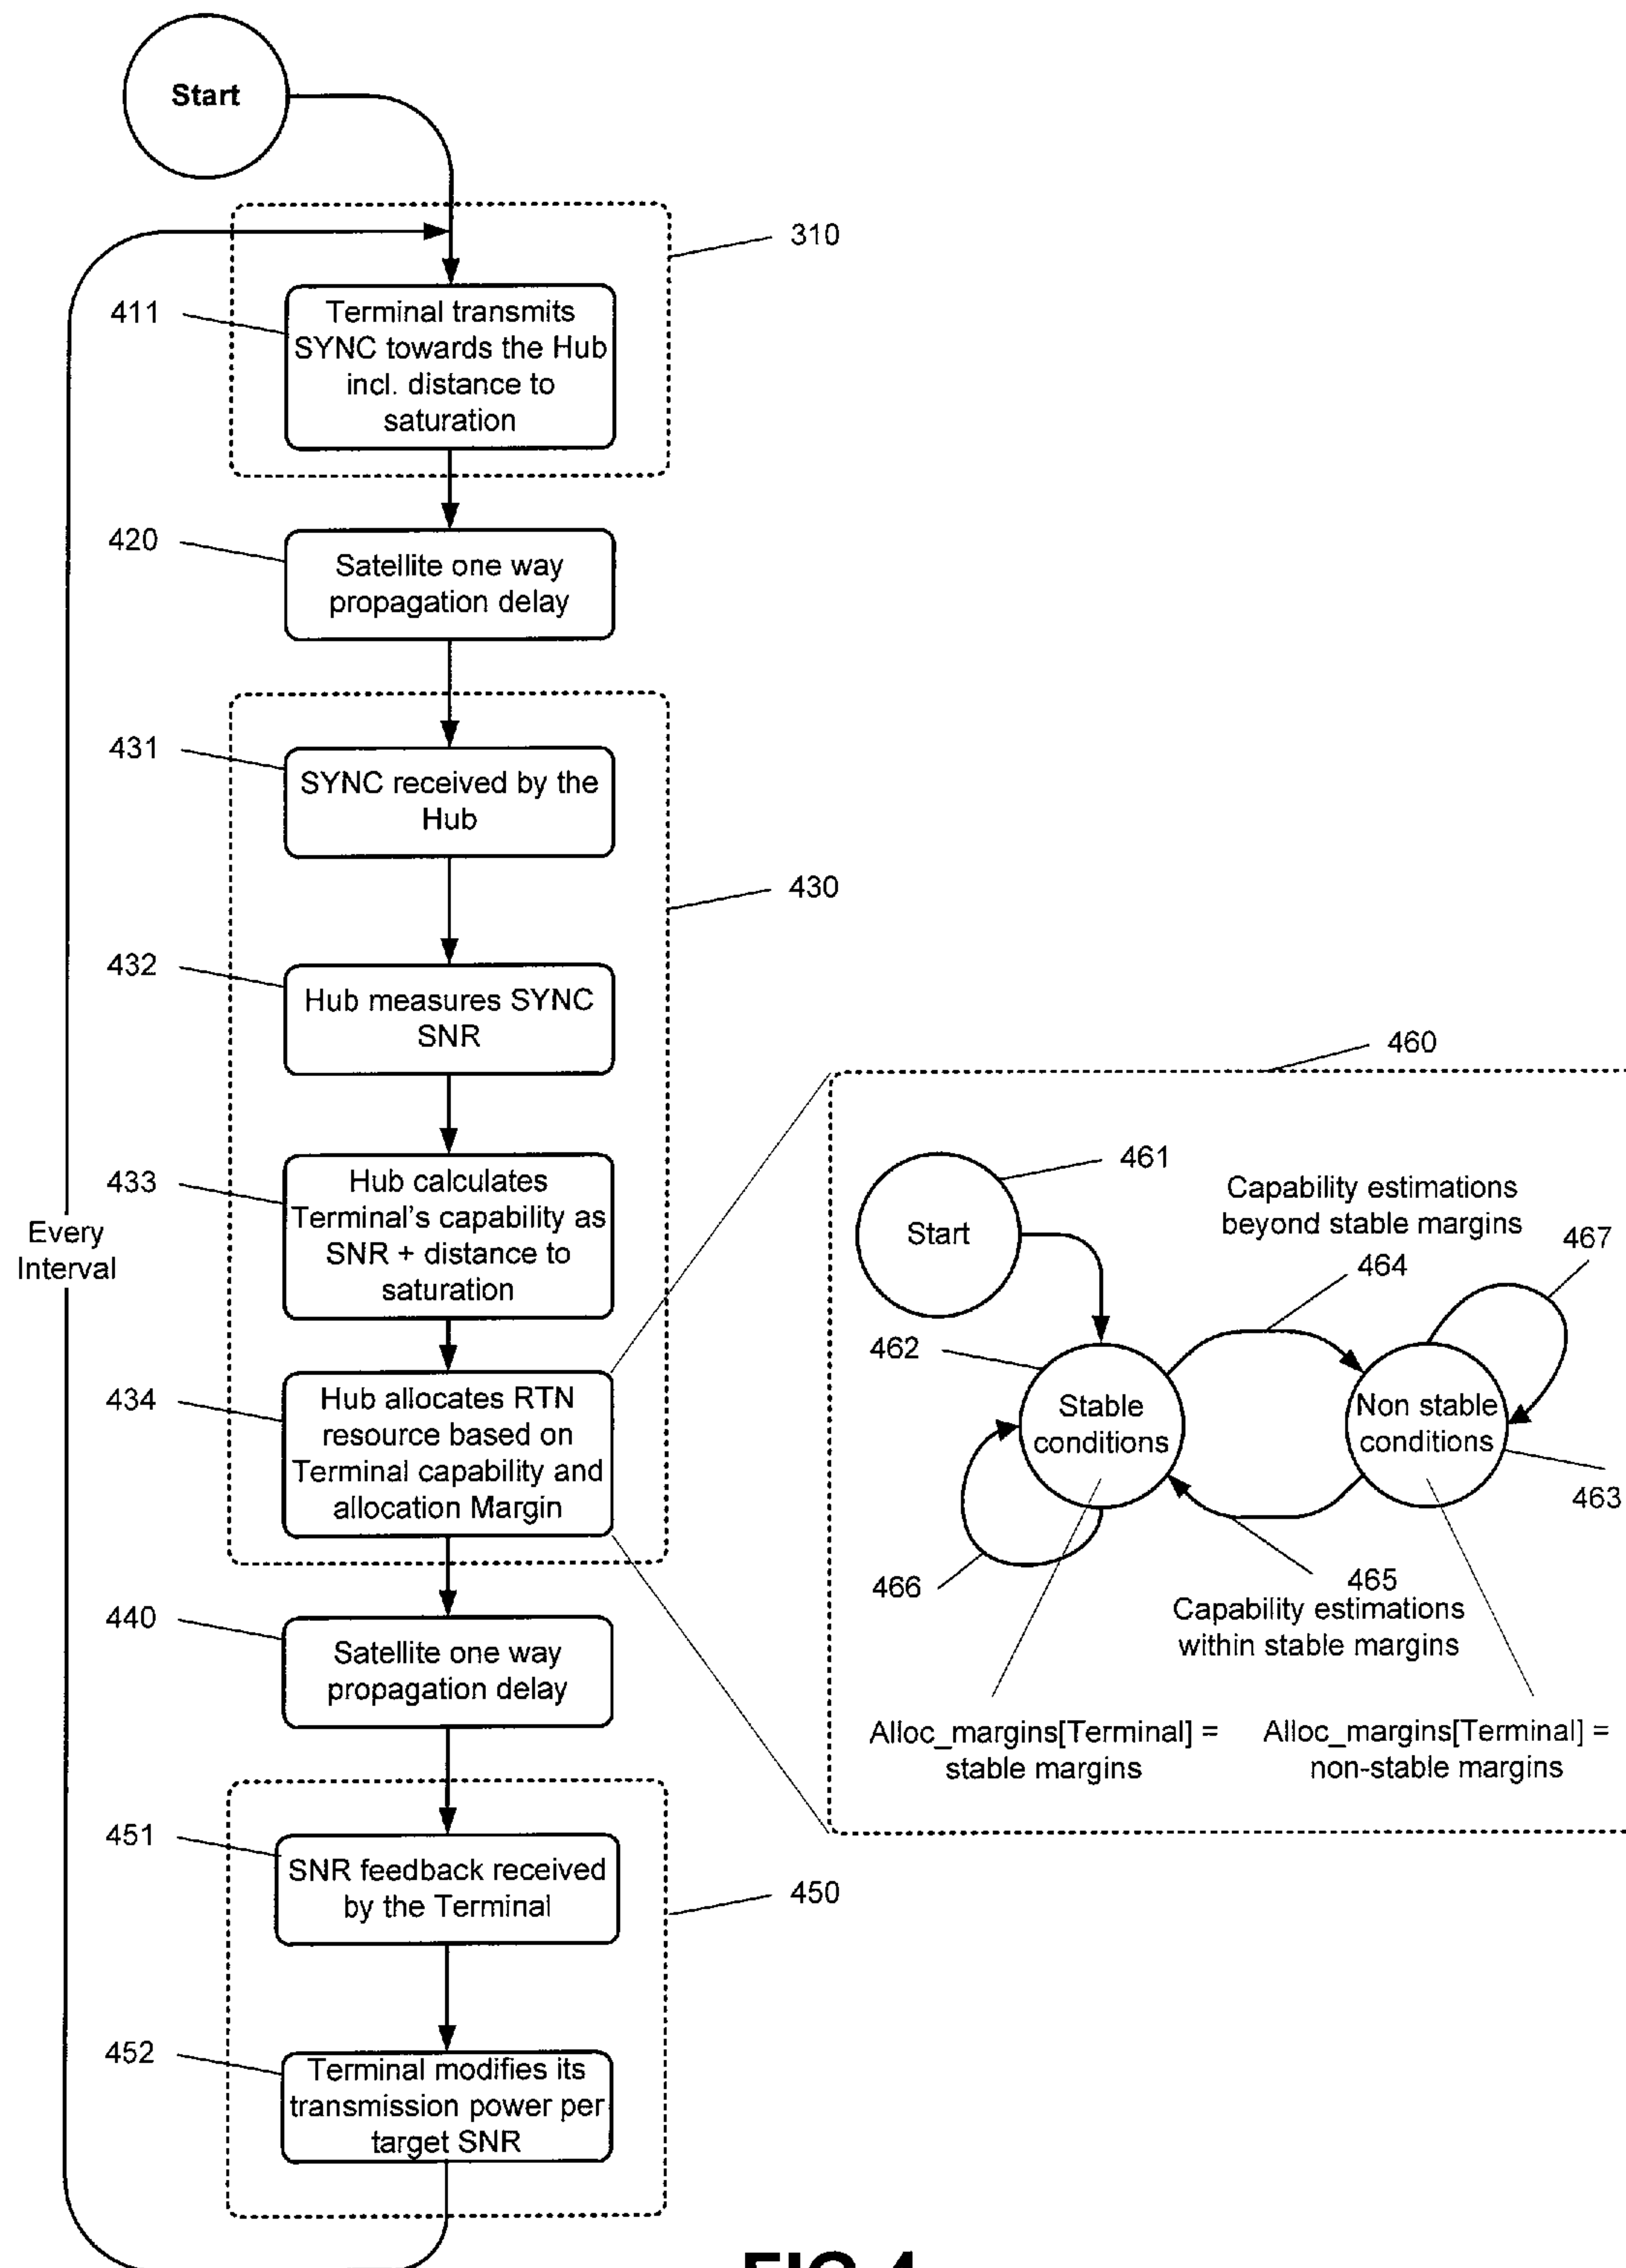 Start
310
411
Terminal transmits
SYNC towards the Hub
incl. distance to
saturation
420
Satellite one way
propagation delay
431
SYNC received by the
Hub
430
432
Hub measures SYNC
SNR
433
Hub calculates
Terminal's capability as
SNR + distance to
saturation
Every
Interval
434
Hub allocates RTN
resource based on
Terminal capability and
allocation Margin
440
Satellite one way
propagation delay
451
SNR feedback received
by the Terminal
450
452
Terminal modifies its
transmission power per
target SNR
460
461
Start
Capability estimations
beyond stable margins
464
467
462
Stable
conditions
Non stable
conditions
463
466
465
Capability estimations
within stable margins
Alloc_margins[Terminal] =
stable margins
Alloc_margins[Terminal] =
non-stable margins